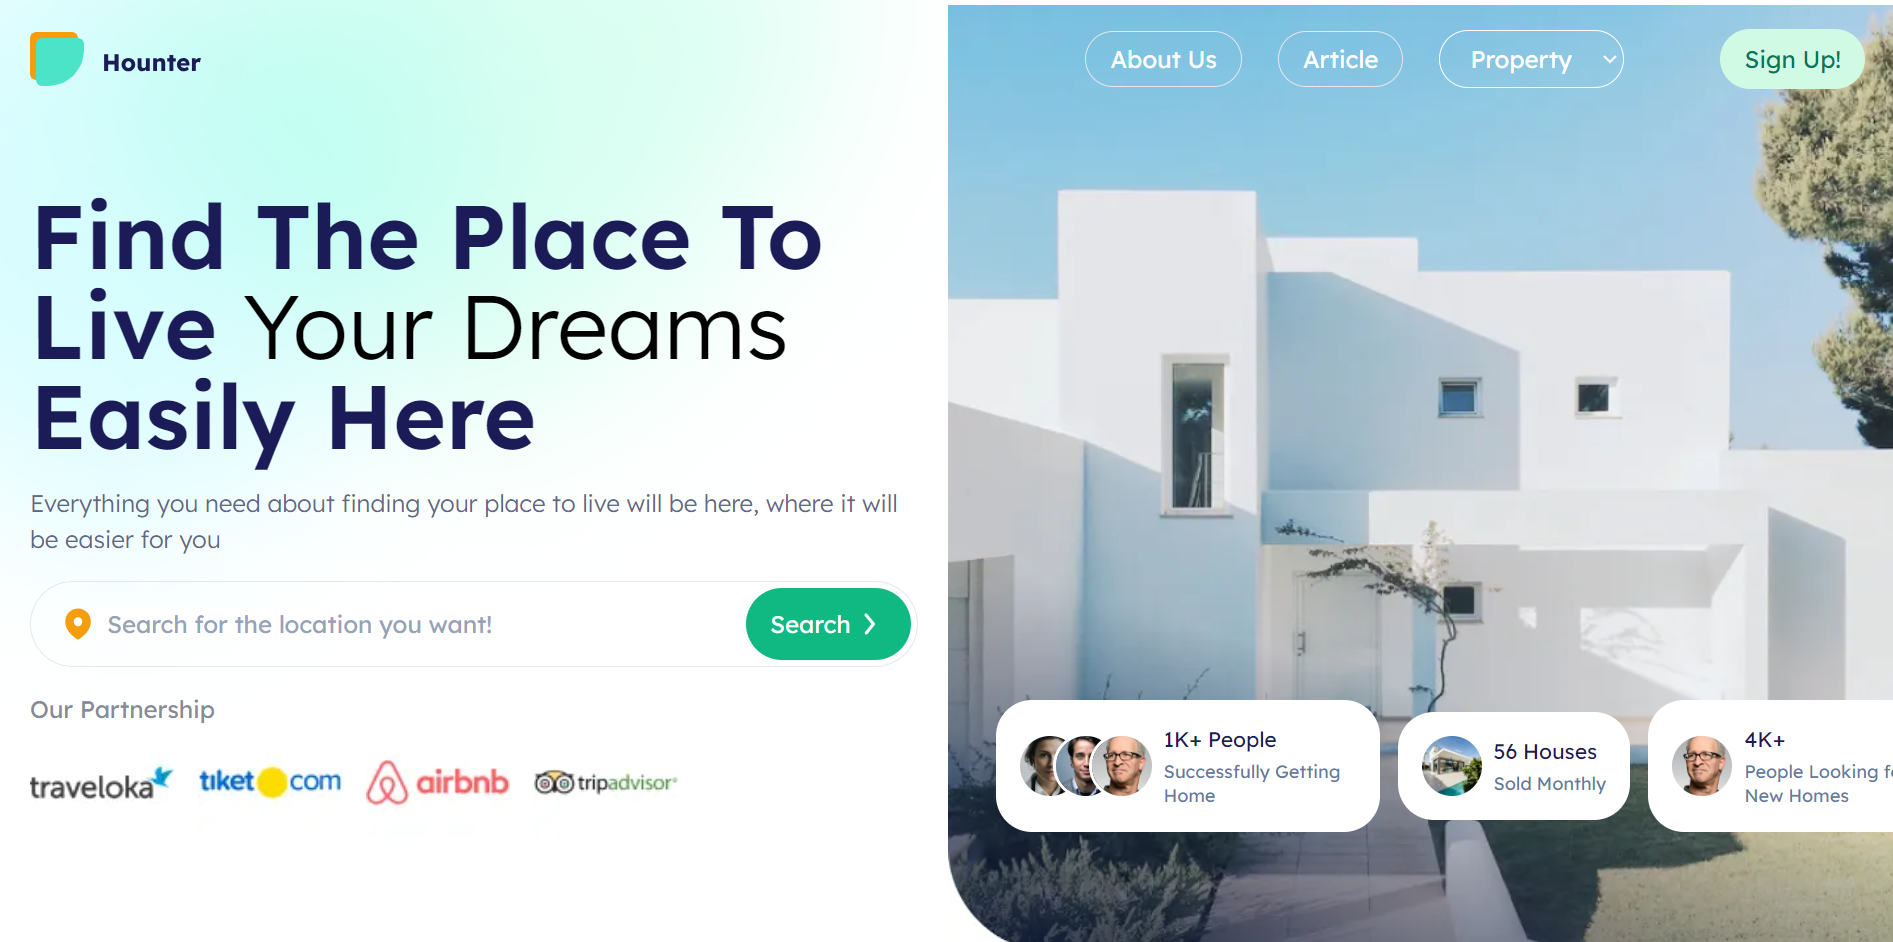 Hounter
About Us
Article
Property
Sign Up!
Find The Place To
Live Your Dreams
Easily Here
Everything you need about finding your place to live will be here, where it will
be easier for you
Search for the location you want!
Search
Our Partnership
traveloka
tiket.com
airbnb
tripadvisor®
1K+ People
Successfully Getting
Home
56 Houses
Sold Monthly
4K+
People Looking f
New Homes